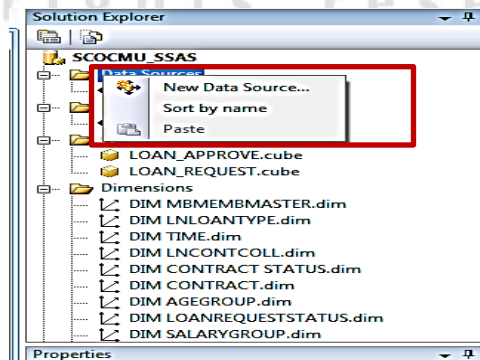 Solution Explorer
SCOCMU_SSAS
Data Sources
New Data Source...
Sort by name
Paste
LOAN_APPROVE.cube
LOAN_REQUEST.cube
Dimensions
DIM MBMEMBMASTER.dim
DIM LNLOANTYPE.dim
DIM TIME.dim
DIM LNCONTCOLL.dim
DIM CONTRACT STATUS.dim
DIM CONTRACT.dim
DIM AGEGROUP.dim
DIM LOANREQUESTSTATUS.dim
DIM SALARYGROUP.dim
Properties